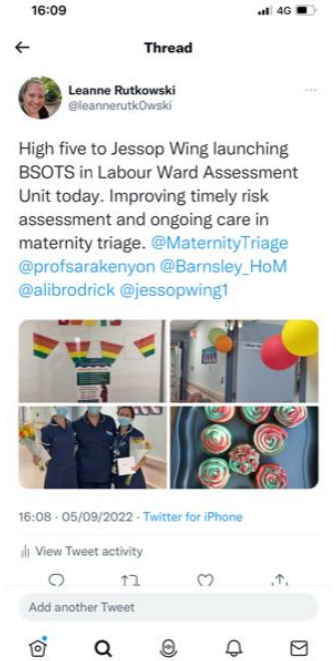 16:09
4G
Thread
Leanne Rutkowski
@leannerutk0wski
High five to Jessop Wing launching
BSOTS in Labour Ward Assessment
Unit today. Improving timely risk
assessment and ongoing care in
maternity triage. @MaternityTriage
@profsarakenyon @Barnsley_HoM
@alibrodrick @jessopwing1
16:08 · 05/09/2022 · Twitter for iPhone
View Tweet activity
Add another Tweet